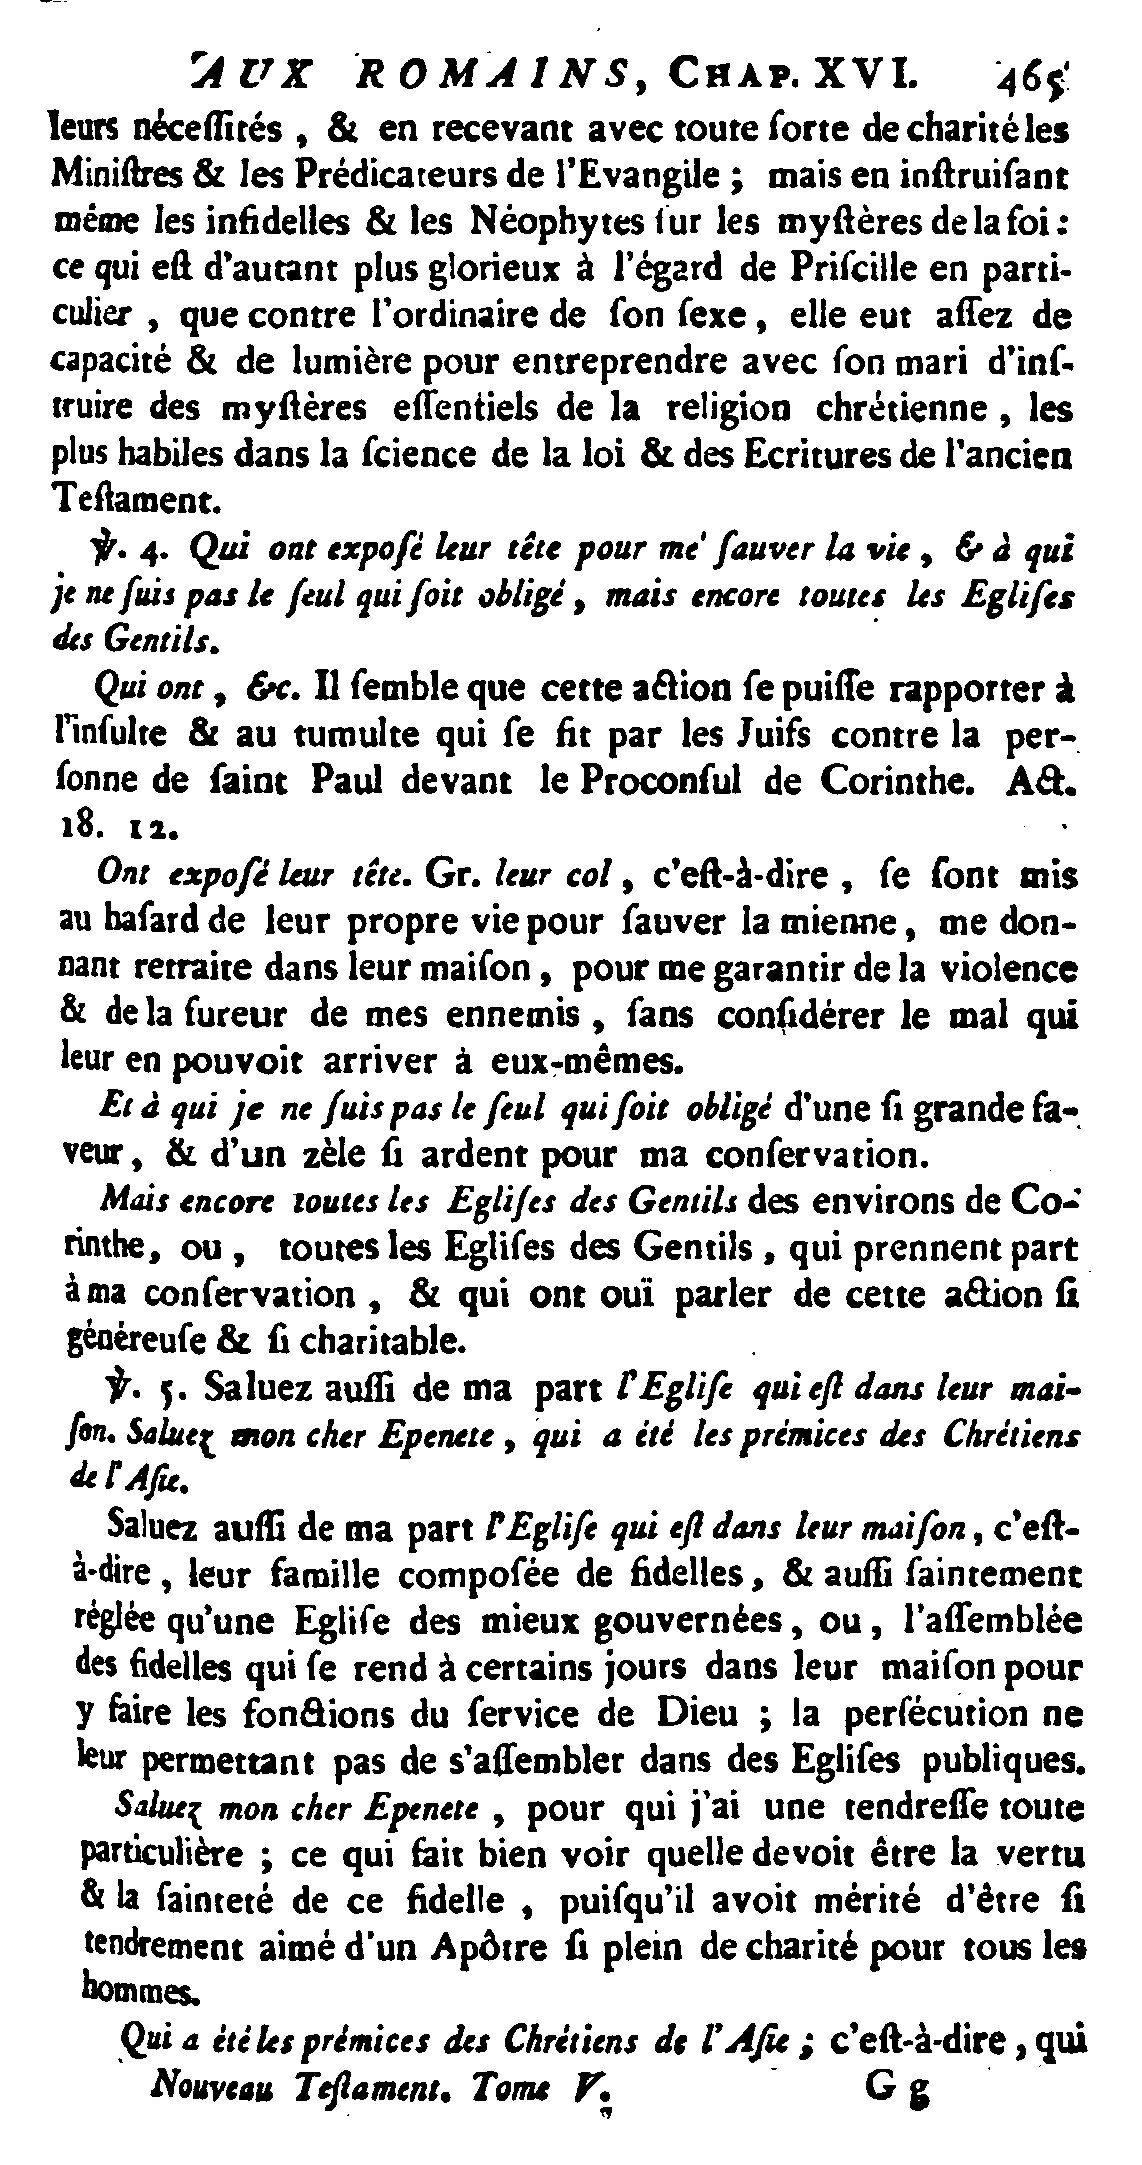 AUX ROMAINS, CHAP. XVI. 465
leurs néceſſités, & en recevant avec toute ſorte de charité les
Miniſtres & les Prédicateurs de l'Evangile ; mais en inſtruiſant
même les infidelles & les Néophytes ſur les myſtères de la foi :
ce qui eſt d'autant plus glorieux à l'égard de Priſcille en parti-
culier, que contre l'ordinaire de ſon ſexe, elle eut aſſez de
capacité & de lumière pour entreprendre avec ſon mari d'inſ-
truire des myſtères eſſentiels de la religion chrétienne, les
plus habiles dans la ſcience de la loi & des Ecritures de l'ancien
Teſtament.
℣. 4. Qui ont expoſé leur tête pour me ſauver la vie, & à qui
je ne ſuis pas le ſeul qui ſoit obligé, mais encore toutes les Egliſes
des Gentils.
Qui ont, &c. Il ſemble que cette action ſe puiſſe rapporter à
l'inſulte & au tumulte qui ſe fit par les Juifs contre la per-
ſonne de ſaint Paul devant le Proconſul de Corinthe. Act.
18. 12.
Ont expoſé leur tête. Gr. leur col, c'eſt-à-dire, ſe ſont mis
au haſard de leur propre vie pour ſauver la mienne, me don-
nant retraite dans leur maiſon, pour me garantir de la violence
& de la fureur de mes ennemis, ſans conſidérer le mal qui
leur en pouvoit arriver à eux-mêmes.
Et à qui je ne ſuis pas le ſeul qui ſoit obligé d'une ſi grande fa-
veur, & d'un zèle ſi ardent pour ma conſervation.
Mais encore toutes les Egliſes des Gentils des environs de Co-
rinthe, ou, toutes les Egliſes des Gentils, qui prennent part
à ma conſervation, & qui ont ouï parler de cette action ſi
généreuſe & ſi charitable.
℣. 5. Saluez auſſi de ma part l'Egliſe qui eſt dans leur mai-
ſon. Saluez mon cher Epenete, qui a été les prémices des Chrétiens
de l'Aſie.
Saluez auſſi de ma part l'Egliſe qui eſt dans leur maiſon, c'eſt-
à-dire, leur famille compoſée de fidelles, & auſſi ſaintement
réglée qu'une Egliſe des mieux gouvernées, ou, l'aſſemblée
des fidelles qui ſe rend à certains jours dans leur maiſon pour
y faire les fonctions du ſervice de Dieu ; la perſécution ne
leur permettant pas de s'aſſembler dans des Egliſes publiques.
Saluez mon cher Epenete, pour qui j'ai une tendreſſe toute
particulière ; ce qui fait bien voir quelle devoit être la vertu
& la ſainteté de ce fidelle, puiſqu'il avoit mérité d'être ſi
tendrement aimé d'un Apôtre ſi plein de charité pour tous les
hommes.
Qui a été les prémices des Chrétiens de l'Aſie ; c'eſt-à-dire, qui
Nouveau Teſtament. Tome V. G g